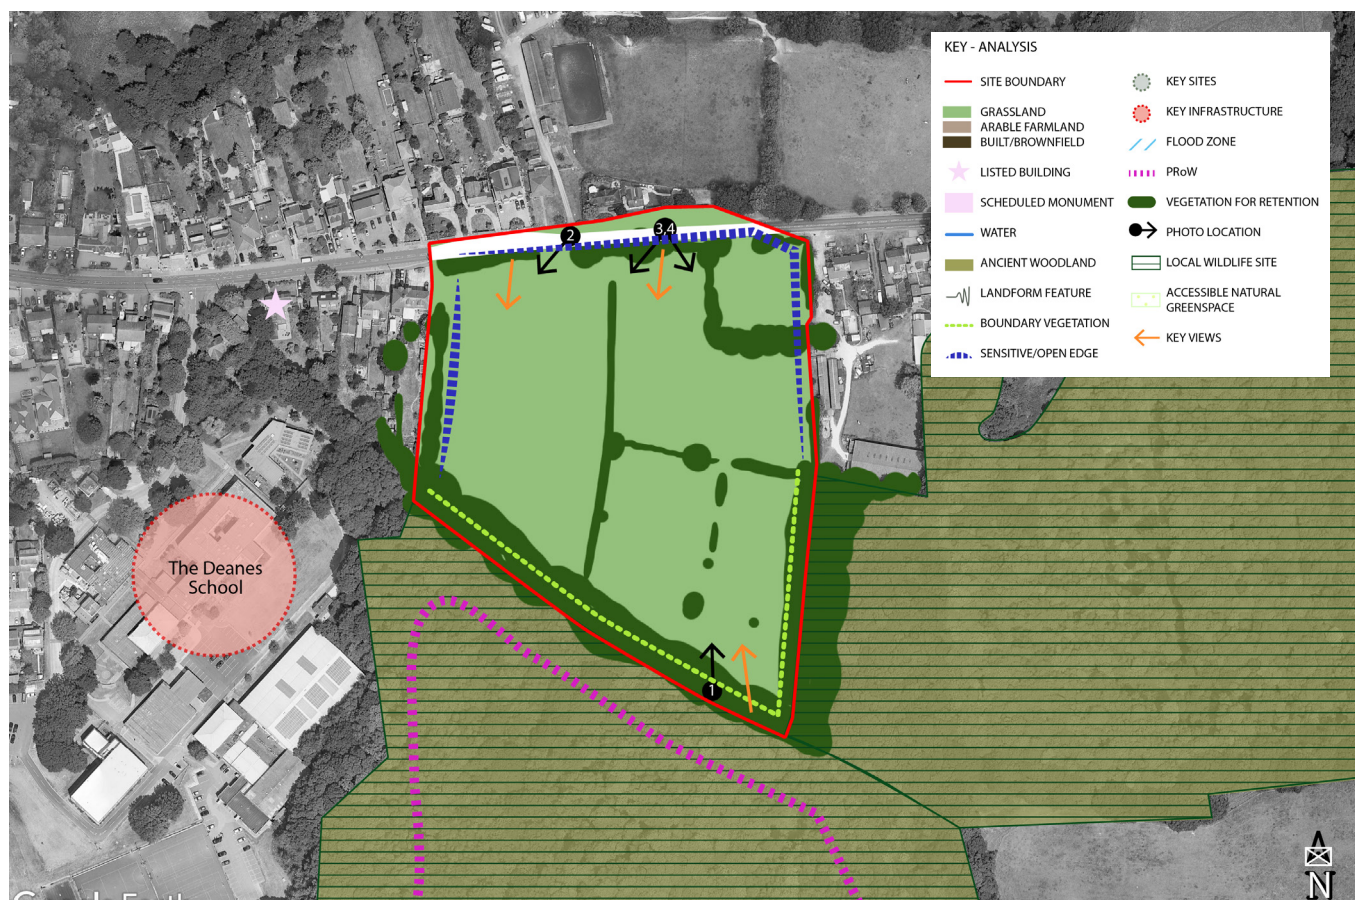 KEY - ANALYSIS
SITE BOUNDARY
GRASSLAND
ARABLE FARMLAND
BUILT/BROWNFIELD
LISTED BUILDING
SCHEDULED MONUMENT
WATER
ANCIENT WOODLAND
LANDFORM FEATURE
BOUNDARY VEGETATION
SENSITIVE/OPEN EDGE
KEY SITES
KEY INFRASTRUCTURE
FLOOD ZONE
PRoW
VEGETATION FOR RETENTION
PHOTO LOCATION
LOCAL WILDLIFE SITE
ACCESSIBLE NATURAL
GREENSPACE
KEY VIEWS
2
3,4
The Deanes
School
1
N